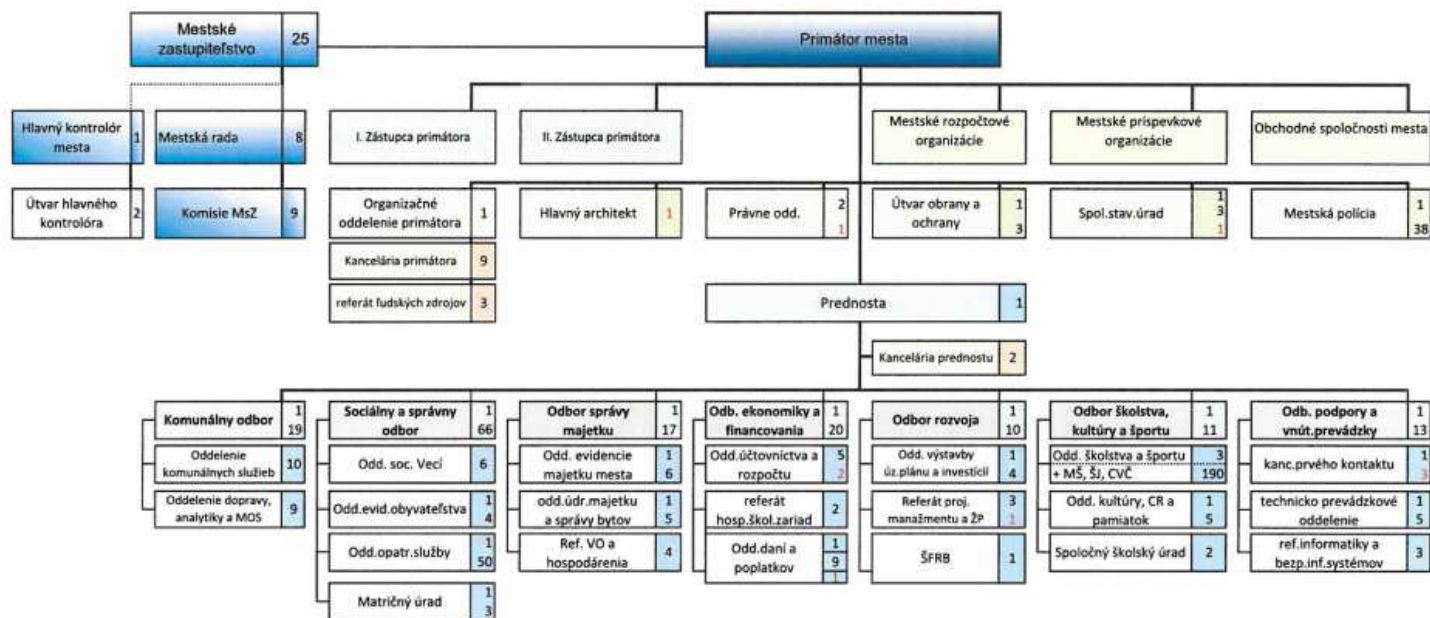 Mestské
zastupiteľstvo
25
Primátor mesta
Hlavný kontrolór
mesta
1
Mestská rada
8
I. Zástupca primátora
II. Zástupca primátora
Mestské rozpočtové
organizácie
Mestské príspevkové
organizácie
Obchodné spoločnosti mesta
Útvar hlavného
kontrolóra
2
Komisie MsZ
9
Organizačné
oddelenie primátora
1
Hlavný architekt
1
Právne odd.
2
1
Útvar obrany a
ochrany
1
3
Spol.stav.úrad
1
3
1
Mestská polícia
1
38
Kancelária primátora
9
referát ľudských zdrojov
3
Prednosta
1
Kancelária prednostu
2
Komunálny odbor
1
19
Sociálny a správny
odbor
1
66
Odbor správy
majetku
1
17
Odb. ekonomiky a
financovania
1
20
Odbor rozvoja
1
10
Odbor školstva,
kultúry a športu
1
11
Odb. podpory a
vnút.prevádzky
1
13
Oddelenie
komunálnych služieb
10
Odd. soc. Vecí
6
Odd. evidencie
majetku mesta
1
6
Odd.účtovníctva a
rozpočtu
5
2
Odd. výstavby
úz.plánu a investícií
1
4
Odd. školstva a športu
+ MŠ, ŠJ, CVČ
3
190
kanc.prvého kontaktu
1
3
Oddelenie dopravy,
analytiky a MOS
9
Odd.evid.obyvateľstva
1
4
odd.údr.majetku
a správy bytov
1
5
referát
hosp.škol.zariad
2
Referát proj.
manažmentu a ŽP
3
1
Odd. kultúry, CR a
pamiatok
1
5
technicko prevádzkové
oddelenie
1
5
Odd.opatr.služby
1
50
Ref. VO a
hospodárenia
4
Odd.daní a
poplatkov
1
9
1
ŠFRB
1
Spoločný školský úrad
2
ref.informatiky a
bezp.inf.systémov
3
Matričný úrad
1
3